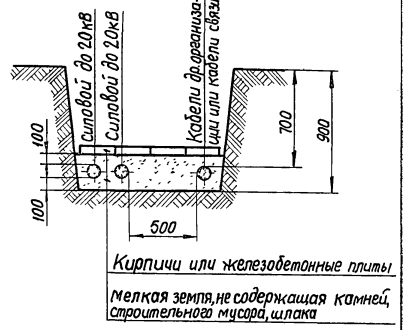 Силовой до 20кВ
Силовой до 20кВ
Кабели др.организа-
ции или кабели связи
100
100
700
900
500
Кирпичи или железобетонные плиты
Мелкая земля, не содержащая камней,
строительного мусора, шлака